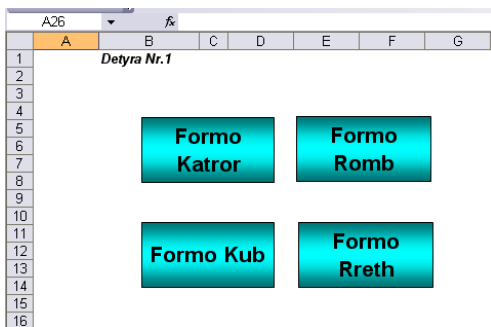 A26 fx
A B C D E F G
1 Detyra Nr.1
2
3
4
5
6
7
8
9
10
11
12
13
14
15
16
Formo Katror
Formo Romb
Formo Kub
Formo Rreth